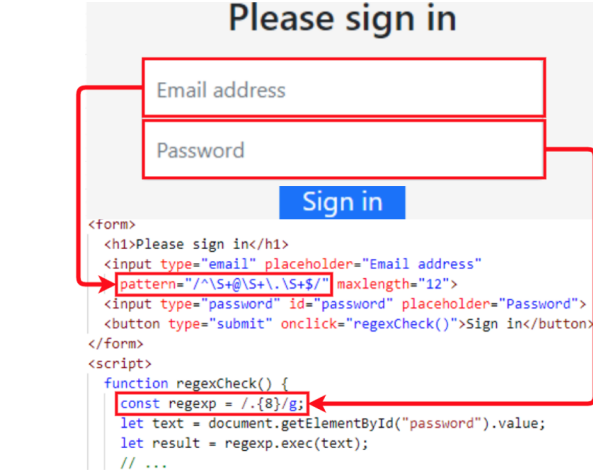 Please sign in
Email address
Password
Sign in
<form>
<h1>Please sign in</h1>
<input type="email" placeholder="Email address"
pattern="/^\S+@\S+\.\S+$/" maxlength="12">
<input type="password" id="password" placeholder="Password">
<button type="submit" onclick="regexCheck()">Sign in</button>
</form>
<script>
function regexCheck() {
const regexp = /.{8}/g;
let text = document.getElementById("password").value;
let result = regexp.exec(text);
// ...